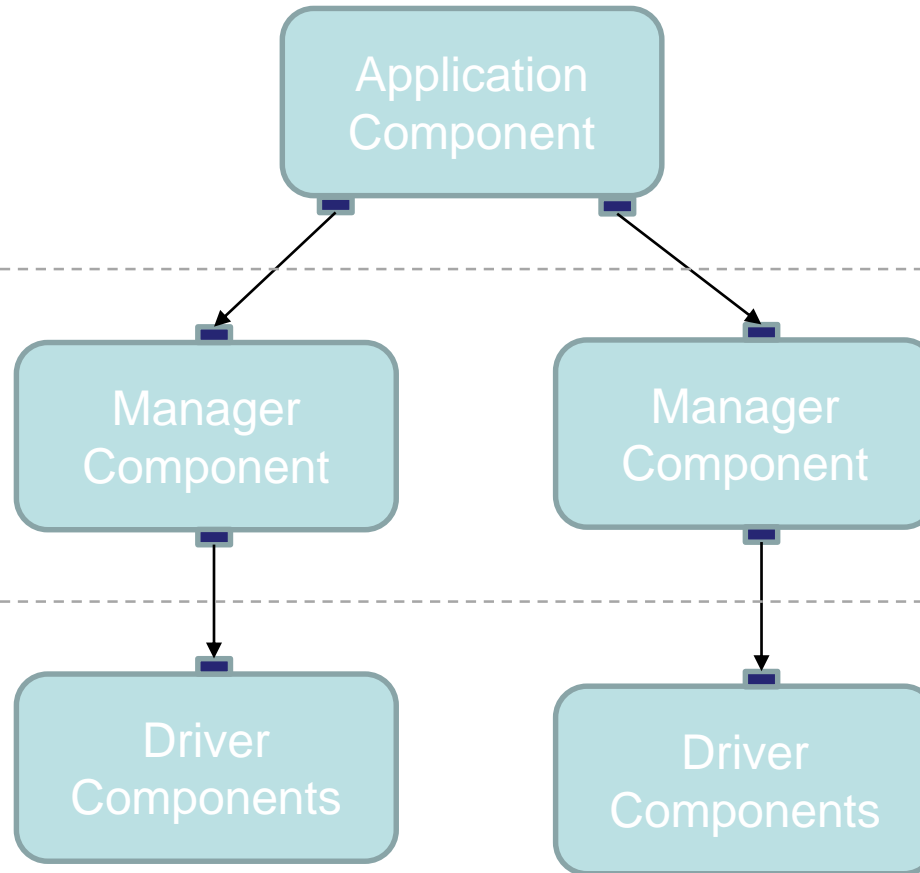 Application
Component
Manager
Component
Manager
Component
Driver
Components
Driver
Components